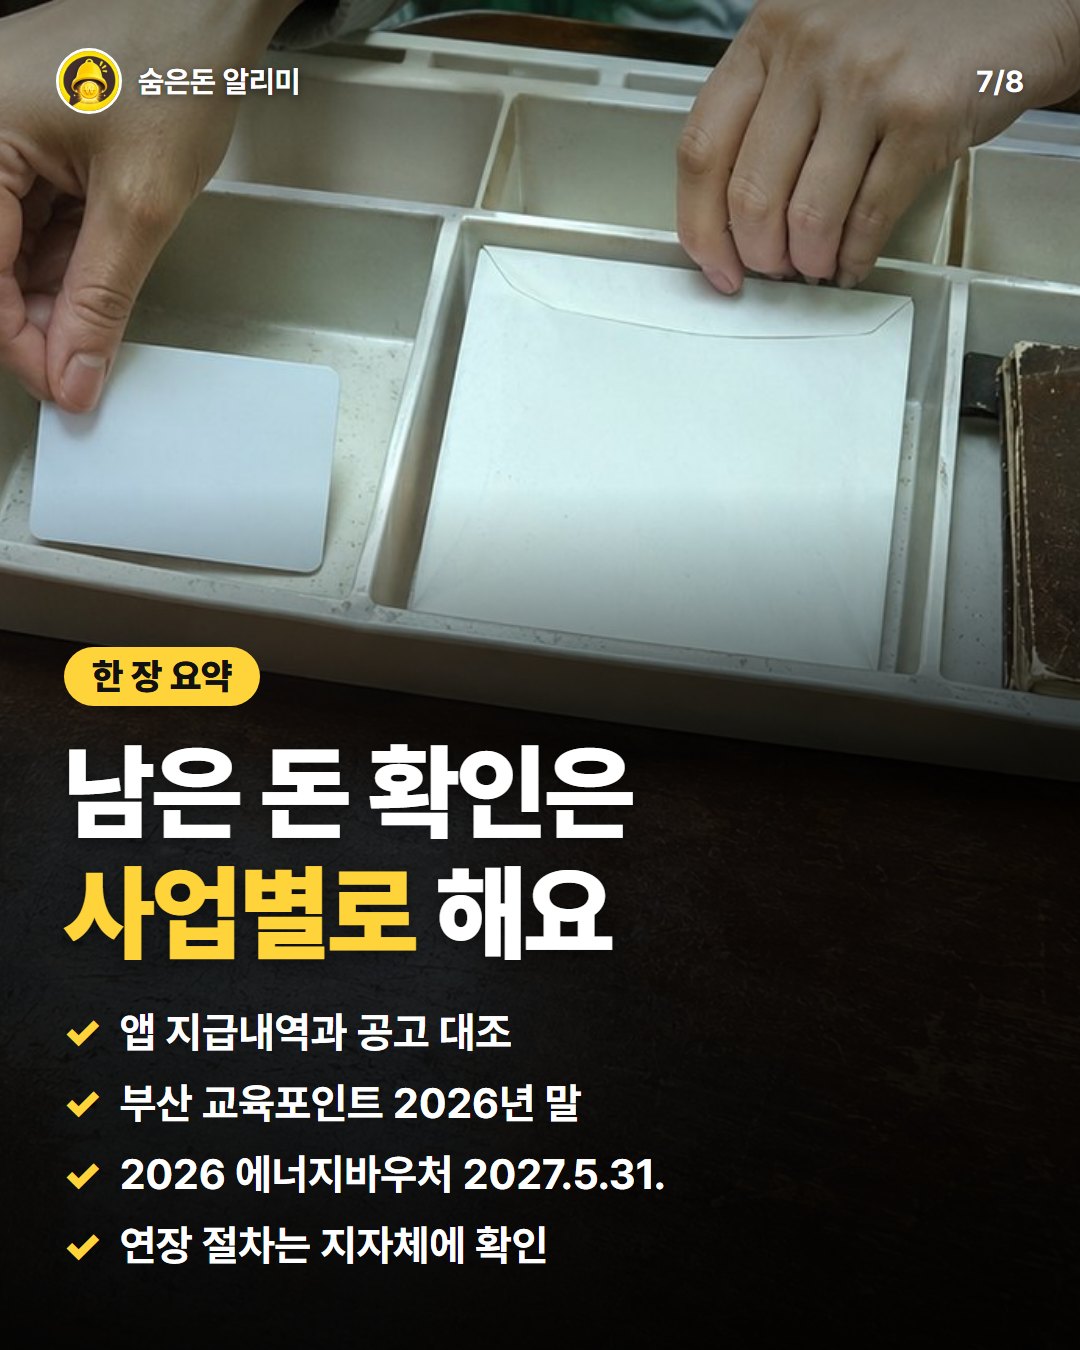 숨은돈 알리미
7/8
한 장 요약
남은 돈 확인은
사업별로 해요
앱 지급내역과 공고 대조
부산 교육포인트 2026년 말
2026 에너지바우처 2027.5.31.
연장 절차는 지자체에 확인